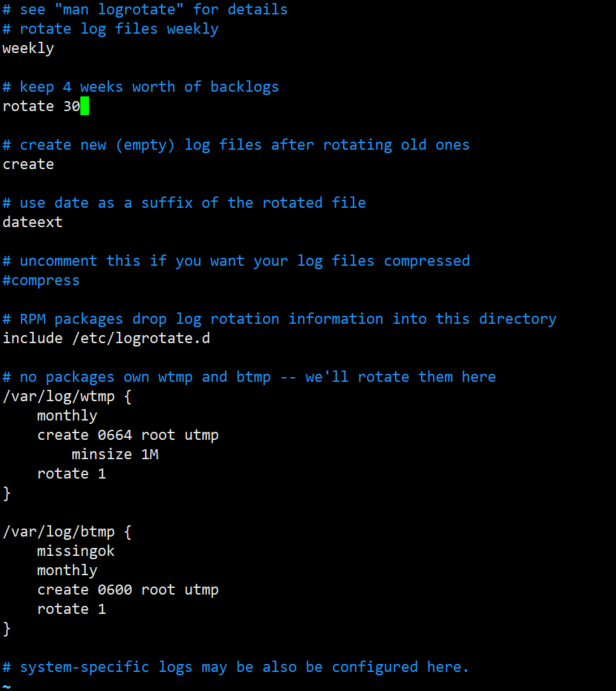 # see "man logrotate" for details
# rotate log files weekly
weekly
# keep 4 weeks worth of backlogs
rotate 30
# create new (empty) log files after rotating old ones
create
# use date as a suffix of the rotated file
dateext
# uncomment this if you want your log files compressed
#compress
# RPM packages drop log rotation information into this directory
include /etc/logrotate.d
# no packages own wtmp and btmp -- we'll rotate them here
/var/log/wtmp {
    monthly
    create 0664 root utmp
        minsize 1M
    rotate 1
}
/var/log/btmp {
    missingok
    monthly
    create 0600 root utmp
    rotate 1
}
# system-specific logs may be also be configured here.
~